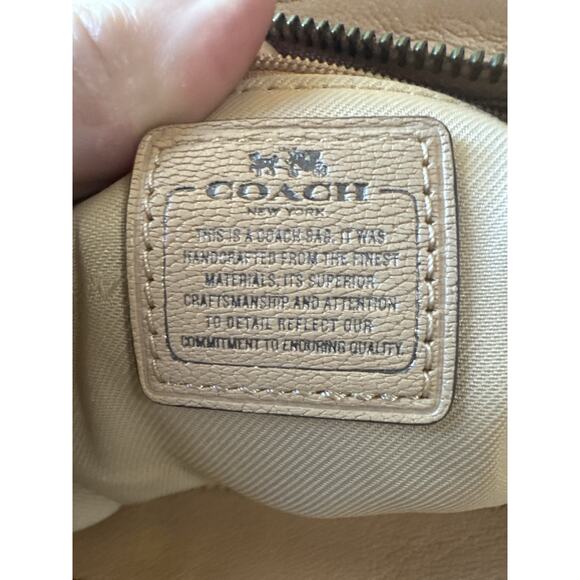 COACH
NEW YORK
THIS IS A COACH BAG. IT WAS
HANDCRAFTED FROM THE FINEST
MATERIALS. ITS SUPERIOR
CRAFTSMANSHIP AND ATTENTION
TO DETAIL REFLECT OUR
COMMITMENT TO ENDURING QUALITY.